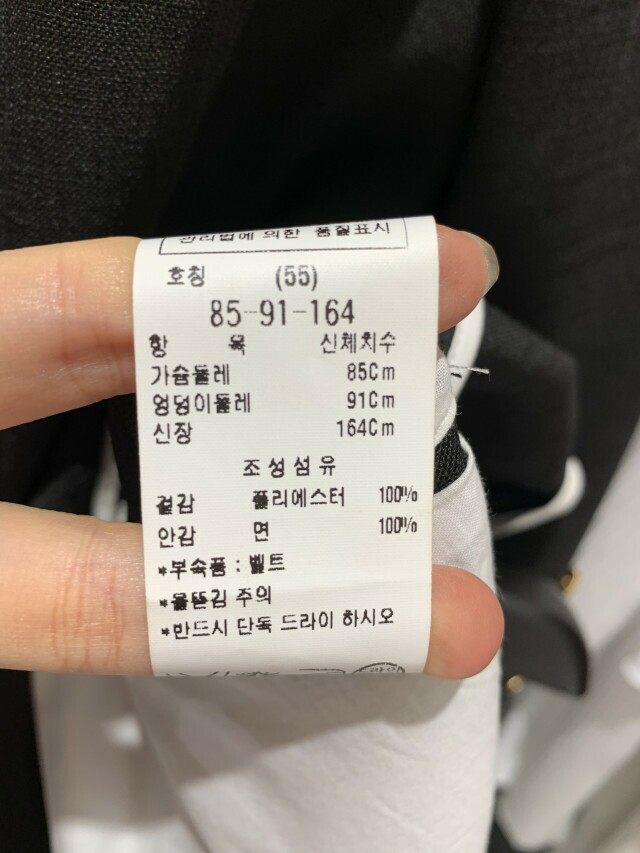 관리법에 의한 품질표시
호칭 (55)
85-91-164
항 목 신체치수
가슴둘레 85Cm
엉덩이둘레 91Cm
신장 164Cm
조성섬유
겉감 폴리에스터 100%
안감 면 100%
*부속품 : 벨트
*물뜯김 주의
*반드시 단독 드라이 하시오